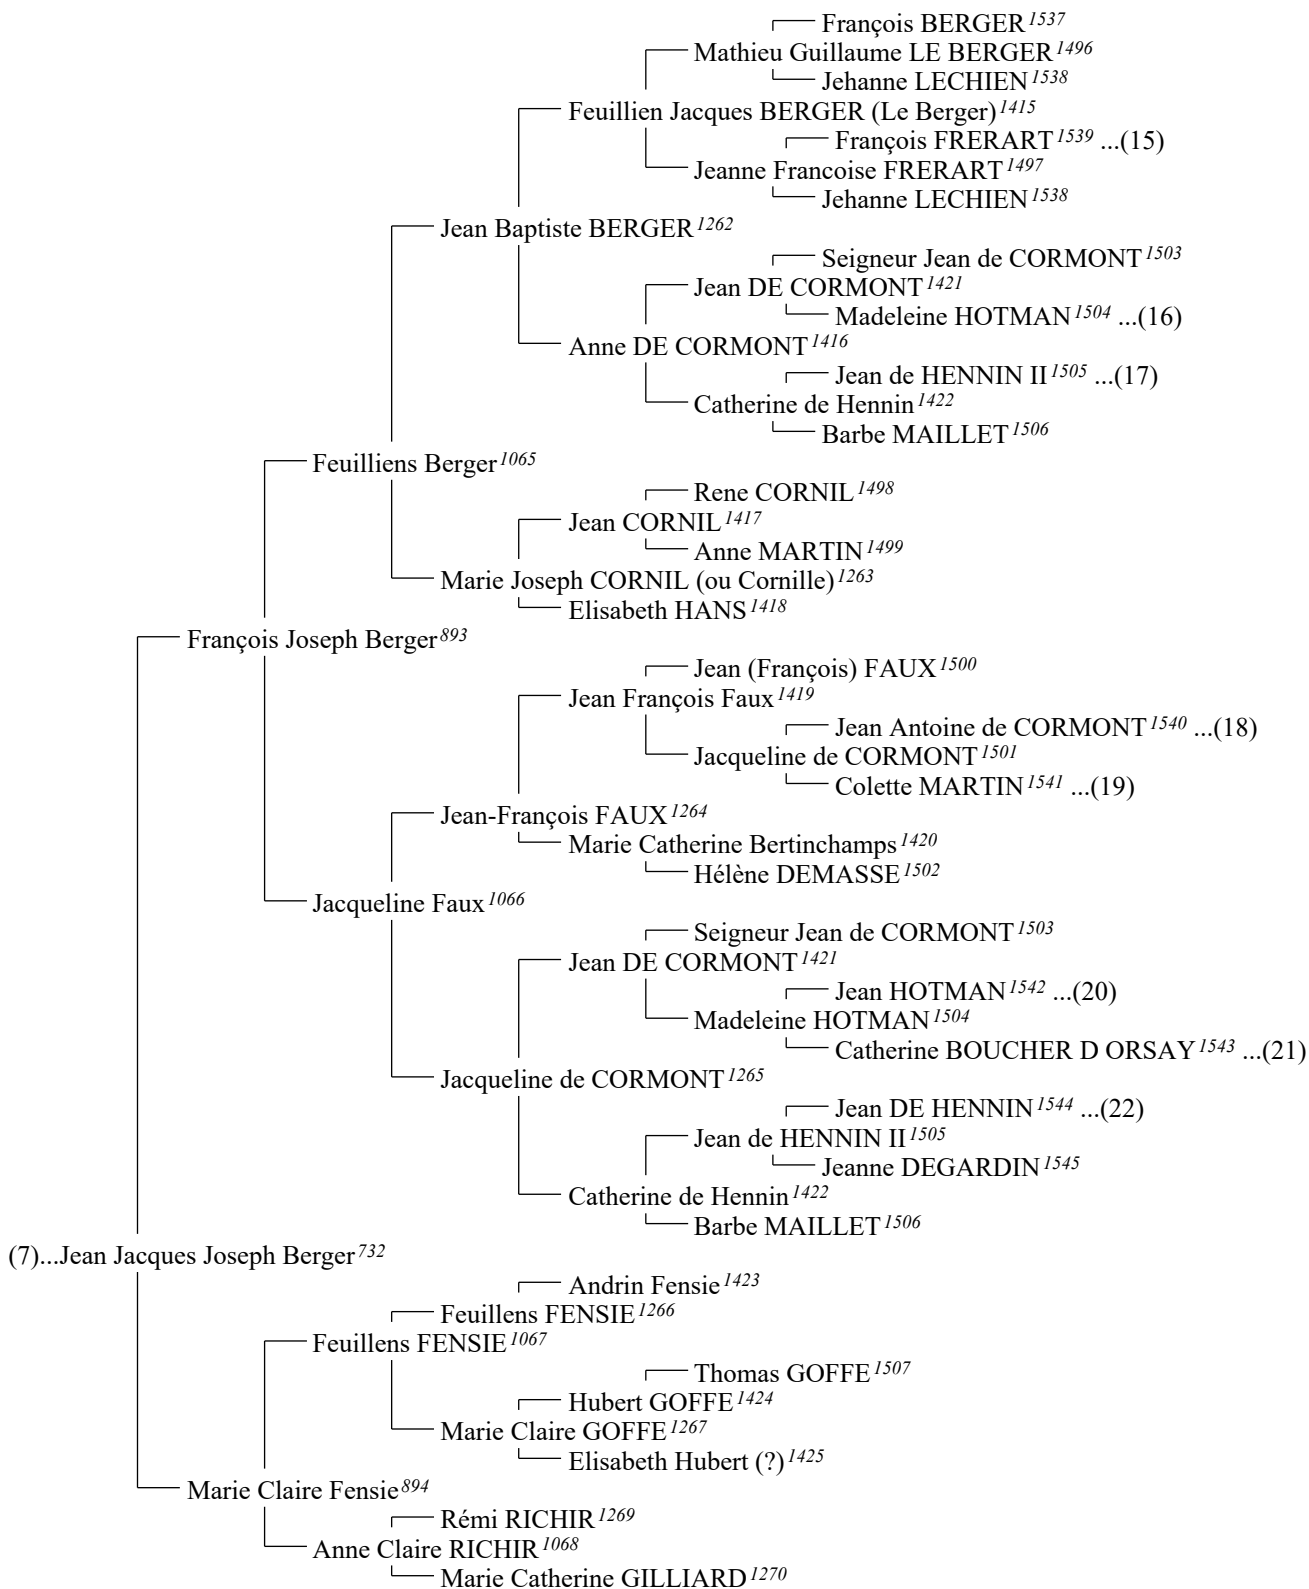 François BERGER 1537
Mathieu Guillaume LE BERGER 1496
Jehanne LECHIEN 1538
Feuillien Jacques BERGER (Le Berger) 1415
François FRERART 1539 ...(15)
Jeanne Francoise FRERART 1497
Jehanne LECHIEN 1538
Jean Baptiste BERGER 1262
Seigneur Jean de CORMONT 1503
Jean DE CORMONT 1421
Madeleine HOTMAN 1504 ...(16)
Anne DE CORMONT 1416
Jean de HENNIN II 1505 ...(17)
Catherine de Hennin 1422
Barbe MAILLET 1506
Feuilliens Berger 1065
Rene CORNIL 1498
Jean CORNIL 1417
Anne MARTIN 1499
Marie Joseph CORNIL (ou Cornille) 1263
Elisabeth HANS 1418
François Joseph Berger 893
Jean (François) FAUX 1500
Jean François Faux 1419
Jean Antoine de CORMONT 1540 ...(18)
Jacqueline de CORMONT 1501
Colette MARTIN 1541 ...(19)
Jean-François FAUX 1264
Marie Catherine Bertinchamps 1420
Hélène DEMASSE 1502
Jacqueline Faux 1066
Seigneur Jean de CORMONT 1503
Jean DE CORMONT 1421
Jean HOTMAN 1542 ...(20)
Madeleine HOTMAN 1504
Catherine BOUCHER D ORSAY 1543 ...(21)
Jacqueline de CORMONT 1265
Jean DE HENNIN 1544 ...(22)
Jean de HENNIN II 1505
Jeanne DEGARDIN 1545
Catherine de Hennin 1422
Barbe MAILLET 1506
(7)...Jean Jacques Joseph Berger 732
Andrin Fensie 1423
Feuillens FENSIE 1266
Feuillens FENSIE 1067
Thomas GOFFE 1507
Hubert GOFFE 1424
Marie Claire GOFFE 1267
Elisabeth Hubert (?) 1425
Marie Claire Fensie 894
Rémi RICHIR 1269
Anne Claire RICHIR 1068
Marie Catherine GILLIARD 1270